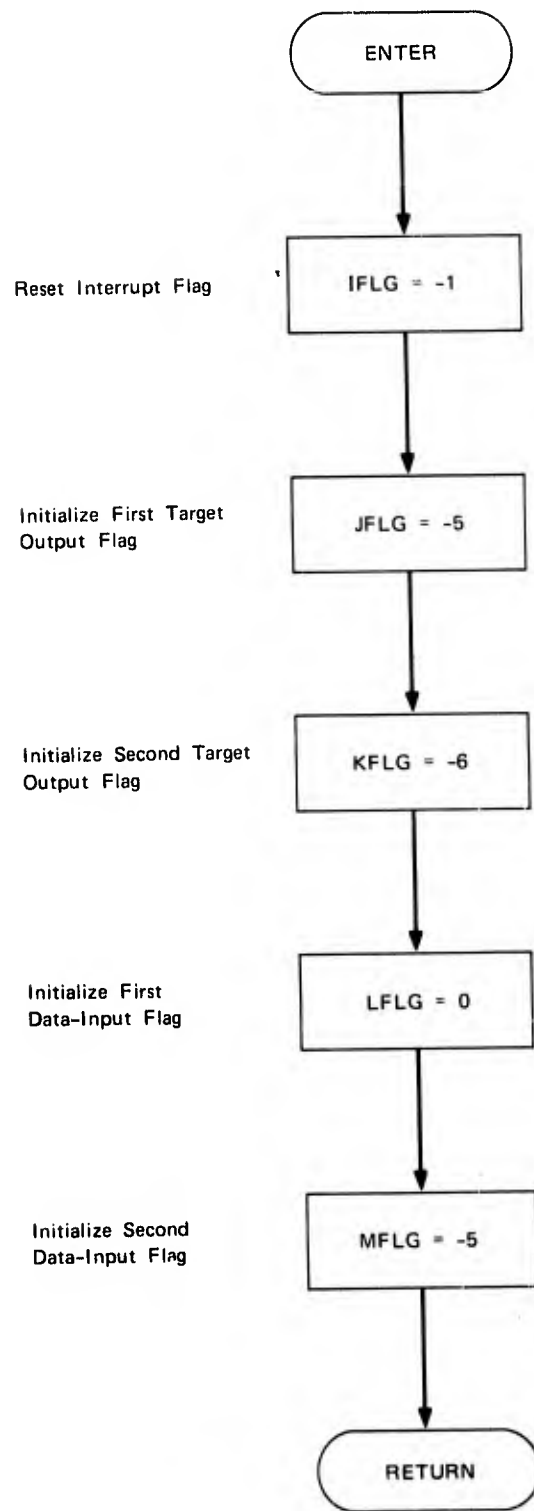 ENTER
Reset Interrupt Flag
IFLG = -1
Initialize First Target
Output Flag
JFLG = -5
Initialize Second Target
Output Flag
KFLG = -6
Initialize First
Data-Input Flag
LFLG = 0
Initialize Second
Data-Input Flag
MFLG = -5
RETURN